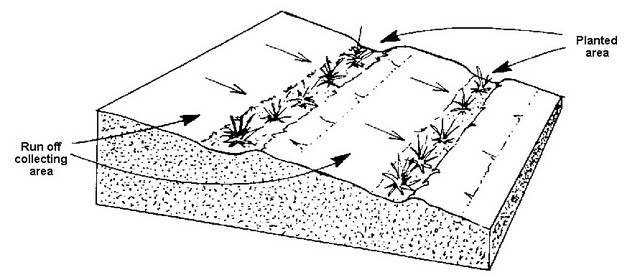 Planted
area
Run off
collecting
area